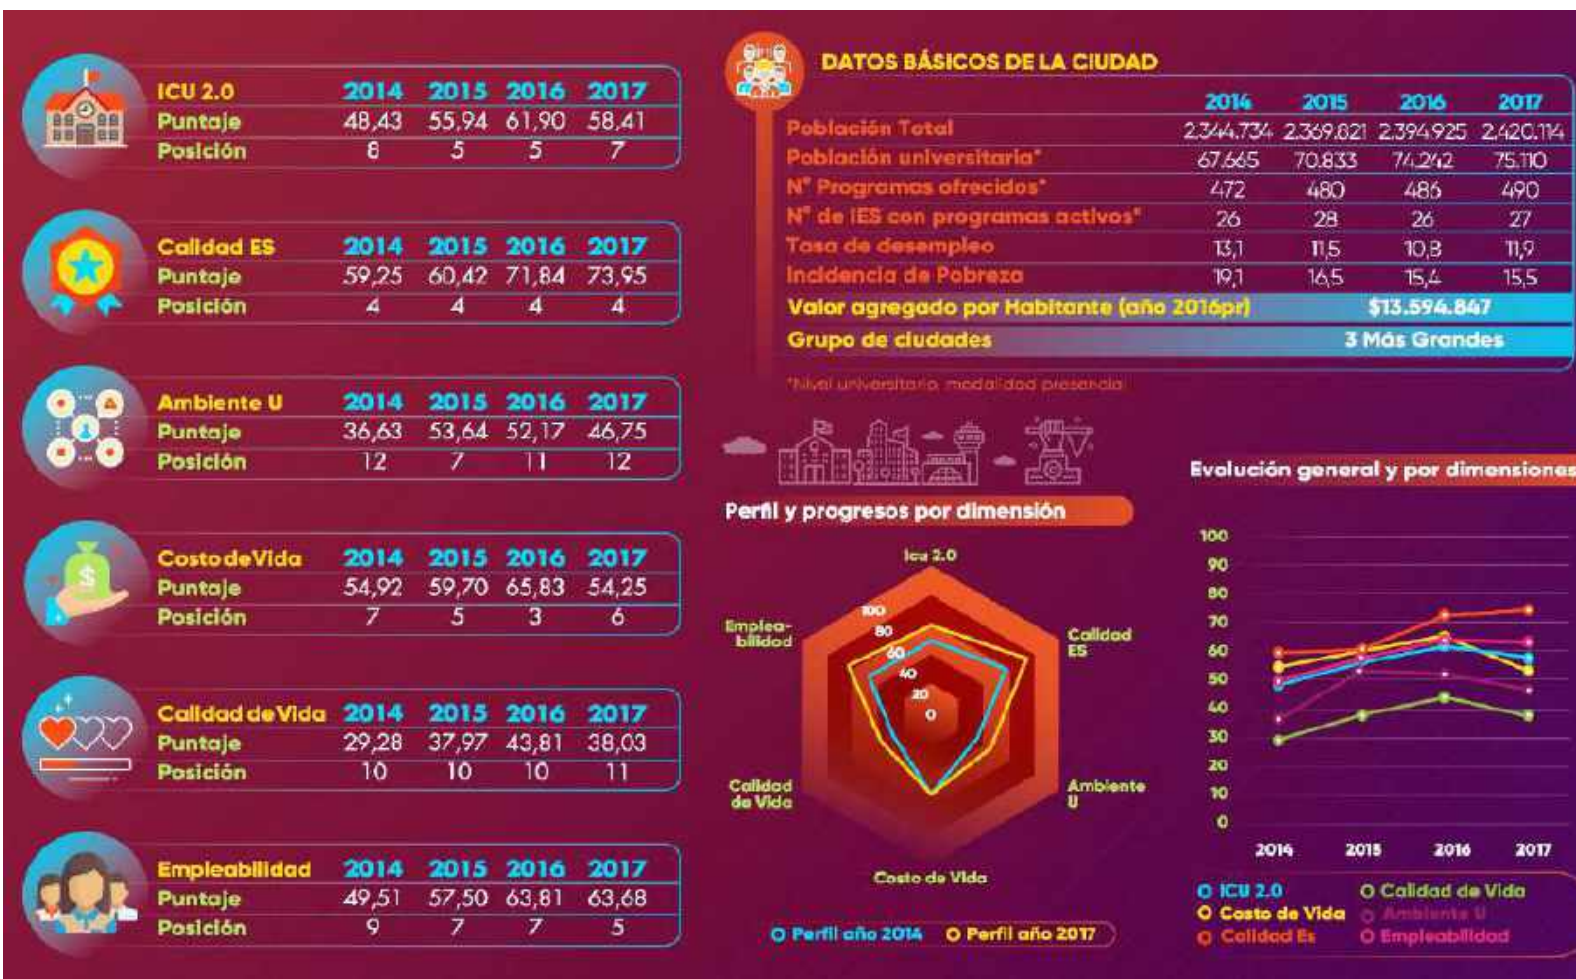 ICU 2.0 2014 2015 2016 2017
Puntaje 48,43 55,94 61,90 58,41
Posición 8 5 5 7
Calidad ES 2014 2015 2016 2017
Puntaje 59,25 60,42 71,84 73,95
Posición 4 4 4 4
Ambiente U 2014 2015 2016 2017
Puntaje 36,63 53,64 52,17 46,75
Posición 12 7 11 12
Costo de Vida 2014 2015 2016 2017
Puntaje 54,92 59,70 65,83 54,25
Posición 7 5 3 6
Calidad de Vida 2014 2015 2016 2017
Puntaje 29,28 37,97 43,81 38,03
Posición 10 10 10 11
Empleabilidad 2014 2015 2016 2017
Puntaje 49,51 57,50 63,81 63,68
Posición 9 7 7 5
DATOS BÁSICOS DE LA CIUDAD
2014 2015 2016 2017
Población Total 2.344.734 2.369.821 2.394.925 2.420.114
Población universitaria* 67.665 70.833 74.242 75.110
N° Programas ofrecidos* 472 480 486 490
N° de IES con programas activos* 26 28 26 27
Tasa de desempleo 13,1 11,5 10,8 11,9
Incidencia de Pobreza 19,1 16,5 15,4 15,5
Valor agregado por Habitante (año 2016pr) $13.594.847
Grupo de ciudades 3 Más Grandes
*Nivel universitario, modalidad presencial
Perfil y progresos por dimensión
Icu 2.0
Calidad
ES
Ambiente
U
Costo de Vida
Calidad
de Vida
Emplea-
bilidad
100
80
60
40
20
0
Perfil año 2014 Perfil año 2017
Evolución general y por dimensiones
100
90
80
70
60
50
40
30
20
10
0
2014 2015 2016 2017
ICU 2.0 Calidad de Vida
Costo de Vida Ambiente U
Calidad Es Empleabilidad